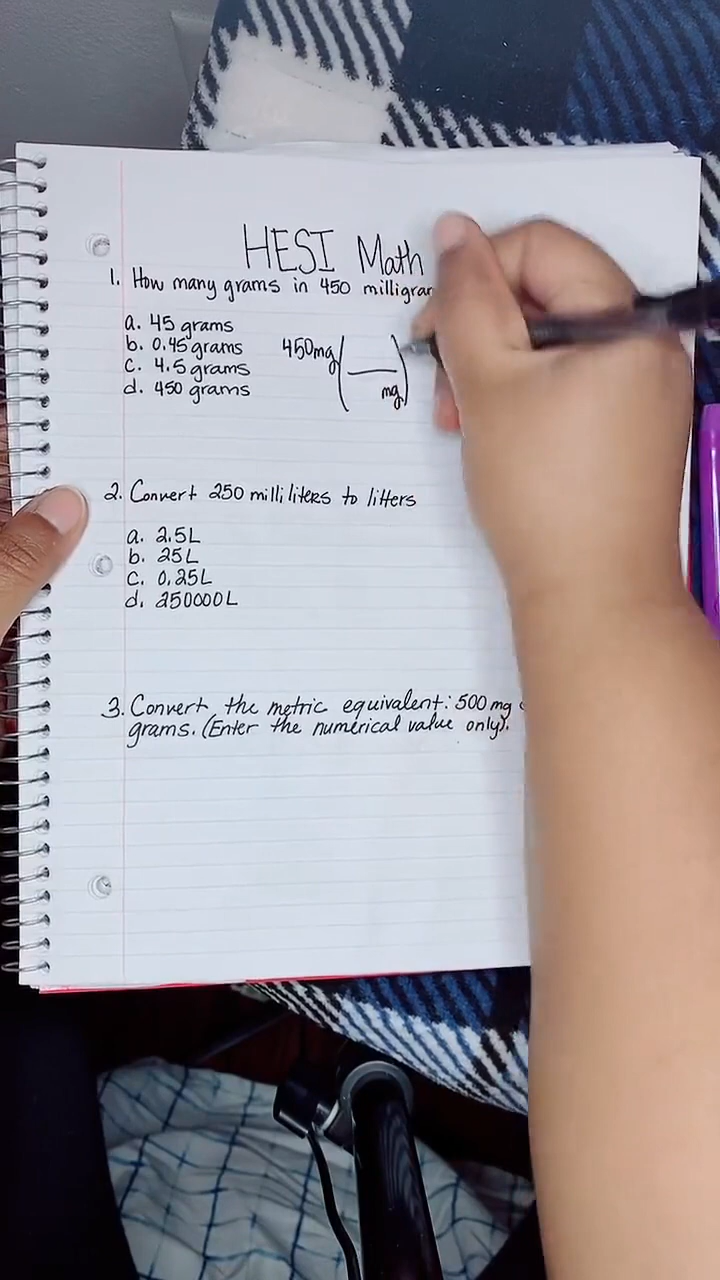 HESI Math
1. How many grams in 450
a. 45 grams
b. 0.45 grams
c. 4.5 grams
d. 450 grams
450mg( mg)
2. Convert 250 milliliters to litters
a. 2.5L
b. 25L
c. 0.25L
d. 250000L
3. Convert the metric equivalent: 500 mg
grams. (Enter the numerical value only).